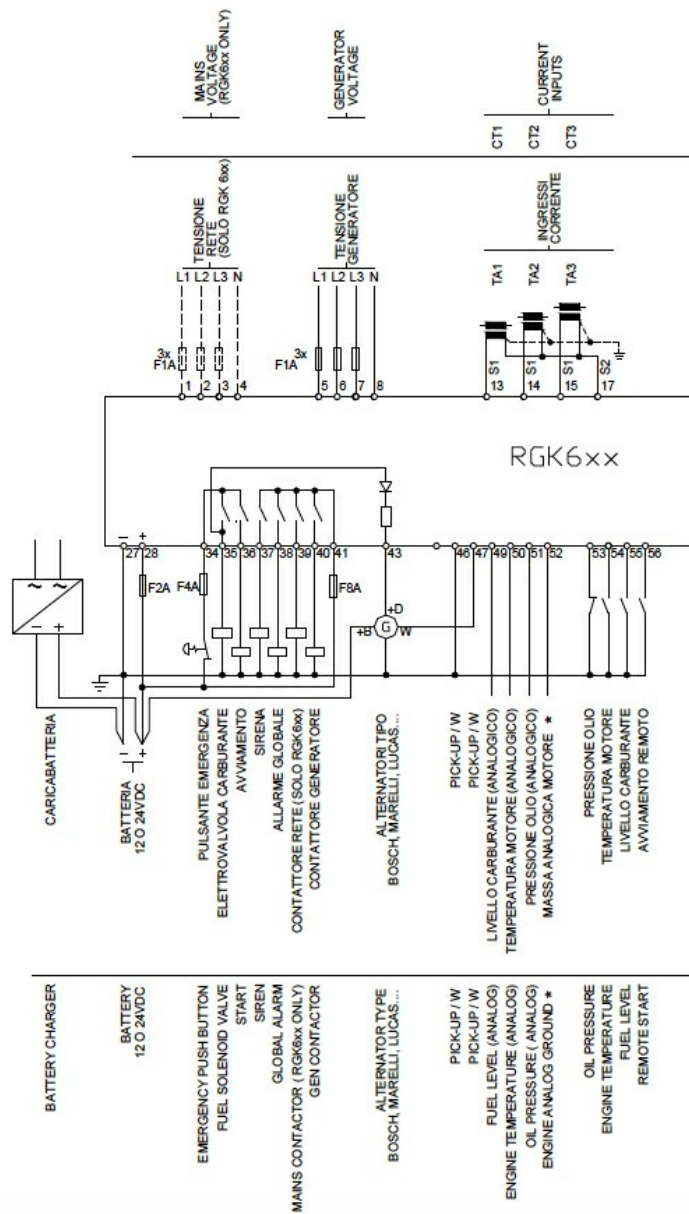 MAINS
VOLTAGE
(RGK6xx ONLY)
GENERATOR
VOLTAGE
CURRENT
INPUTS
CT1
CT2
CT3
TENSIONE
RETE
(SOLO RGK 6xx)
TENSIONE
GENERATORE
INGRESSI
CORRENTE
L1 L2 L3 N
L1 L2 L3 N
TA1
TA2
TA3
3x
F1A
3x
F1A
S1 S1 S1 S2
1 2 3 4
5 6 7 8
13 14 15 17
RGK6xx
- +
27 28
34 35 36 37 38 39 40 41
43
46 47 49 50 51 52
53 54 55 56
~ ~
- +
F2A
F4A
F8A
+D
+B G W
- +
CARICABATTERIA
BATTERIA
12 O 24VDC
PULSANTE EMERGENZA
ELETTROVALVOLA CARBURANTE
AVVIAMENTO
SIRENA
ALLARME GLOBALE
CONTATTORE RETE (SOLO RGK6xx)
CONTATTORE GENERATORE
ALTERNATORI TIPO
BOSCH, MARELLI, LUCAS....
PICK-UP / W
PICK-UP / W
LIVELLO CARBURANTE (ANALOGICO)
TEMPERATURA MOTORE (ANALOGICO)
PRESSIONE OLIO (ANALOGICO)
MASSA ANALOGICA MOTORE ★
PRESSIONE OLIO
TEMPERATURA MOTORE
LIVELLO CARBURANTE
AVVIAMENTO REMOTO
BATTERY CHARGER
BATTERY
12 O 24VDC
EMERGENCY PUSH BUTTON
FUEL SOLENOID VALVE
START
SIREN
GLOBAL ALARM
MAINS CONTACTOR ( RGK6xx ONLY)
GEN CONTACTOR
ALTERNATOR TYPE
BOSCH, MARELLI, LUCAS....
PICK-UP / W
PICK-UP / W
FUEL LEVEL (ANALOG)
ENGINE TEMPERATURE (ANALOG)
OIL PRESSURE ( ANALOG)
ENGINE ANALOG GROUND ★
OIL PRESSURE
ENGINE TEMPERATURE
FUEL LEVEL
REMOTE START